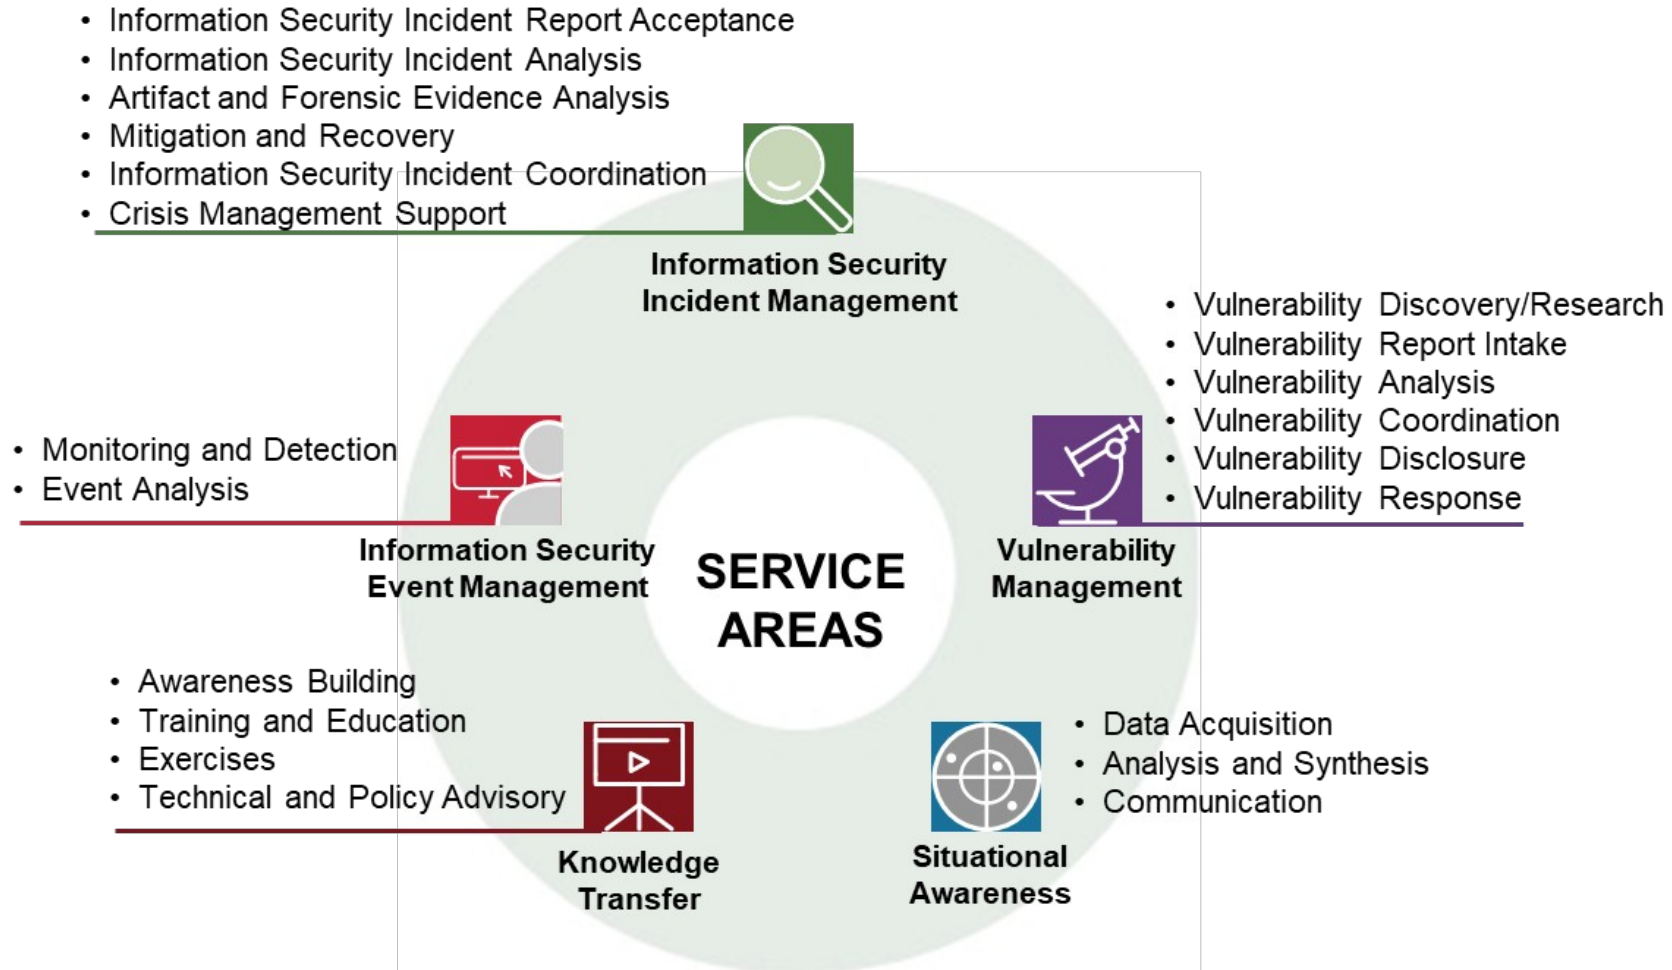 • Information Security Incident Report Acceptance
• Information Security Incident Analysis
• Artifact and Forensic Evidence Analysis
• Mitigation and Recovery
• Information Security Incident Coordination
• Crisis Management Support
Information Security
Incident Management
• Vulnerability Discovery/Research
• Vulnerability Report Intake
• Vulnerability Analysis
• Vulnerability Coordination
• Vulnerability Disclosure
• Vulnerability Response
Vulnerability
Management
• Monitoring and Detection
• Event Analysis
Information Security
Event Management
SERVICE
AREAS
• Awareness Building
• Training and Education
• Exercises
• Technical and Policy Advisory
Knowledge
Transfer
• Data Acquisition
• Analysis and Synthesis
• Communication
Situational
Awareness